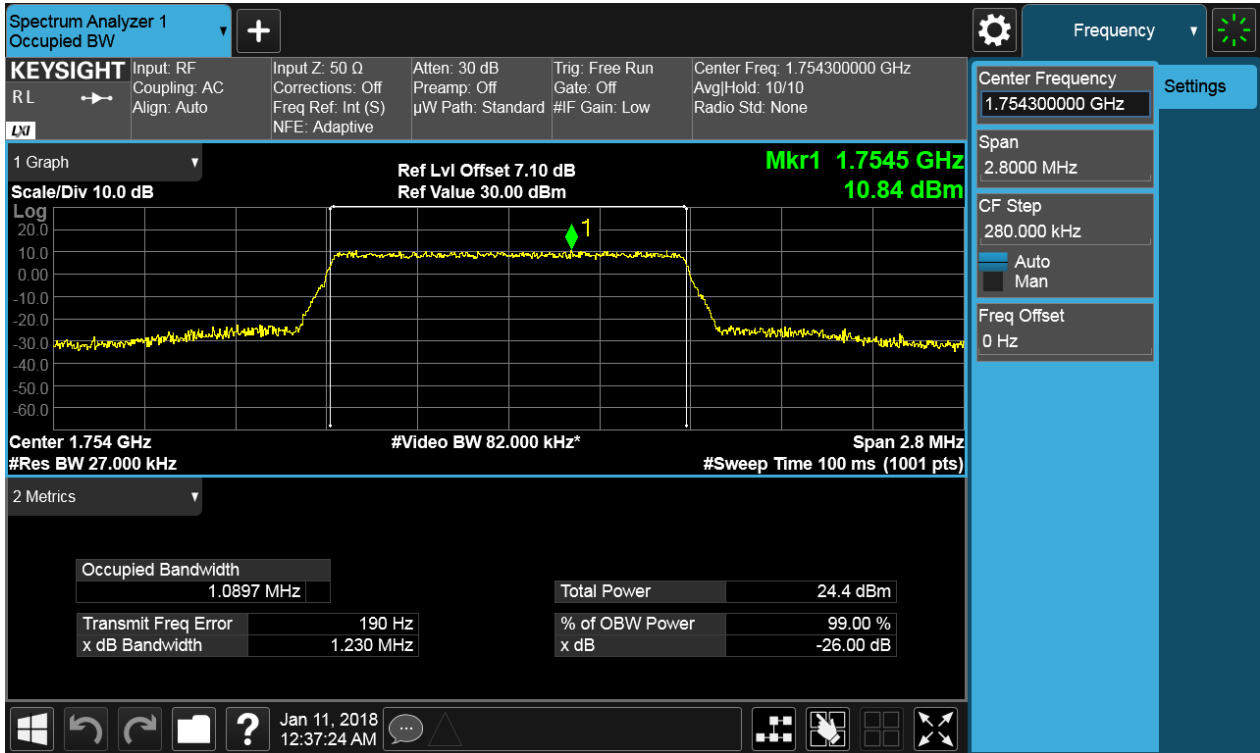 Spectrum Analyzer 1
Occupied BW
+
Frequency
KEYSIGHT
RL
LXI
Input: RF
Coupling: AC
Align: Auto
Input Z: 50 Ω
Corrections: Off
Freq Ref: Int (S)
NFE: Adaptive
Atten: 30 dB
Preamp: Off
µW Path: Standard
Trig: Free Run
Gate: Off
#IF Gain: Low
Center Freq: 1.754300000 GHz
Avg|Hold: 10/10
Radio Std: None
Center Frequency
1.754300000 GHz
Settings
Span
2.8000 MHz
CF Step
280.000 kHz
Auto
Man
Freq Offset
0 Hz
1 Graph
Scale/Div 10.0 dB
Ref Lvl Offset 7.10 dB
Ref Value 30.00 dBm
Mkr1 1.7545 GHz
10.84 dBm
Log
1
20.0
10.0
0.00
-10.0
-20.0
-30.0
-40.0
-50.0
-60.0
Center 1.754 GHz
#Video BW 82.000 kHz*
Span 2.8 MHz
#Res BW 27.000 kHz
#Sweep Time 100 ms (1001 pts)
2 Metrics
Occupied Bandwidth
1.0897 MHz
Total Power 24.4 dBm
Transmit Freq Error 190 Hz
% of OBW Power 99.00 %
x dB Bandwidth 1.230 MHz
x dB -26.00 dB
?
Jan 11, 2018
12:37:24 AM